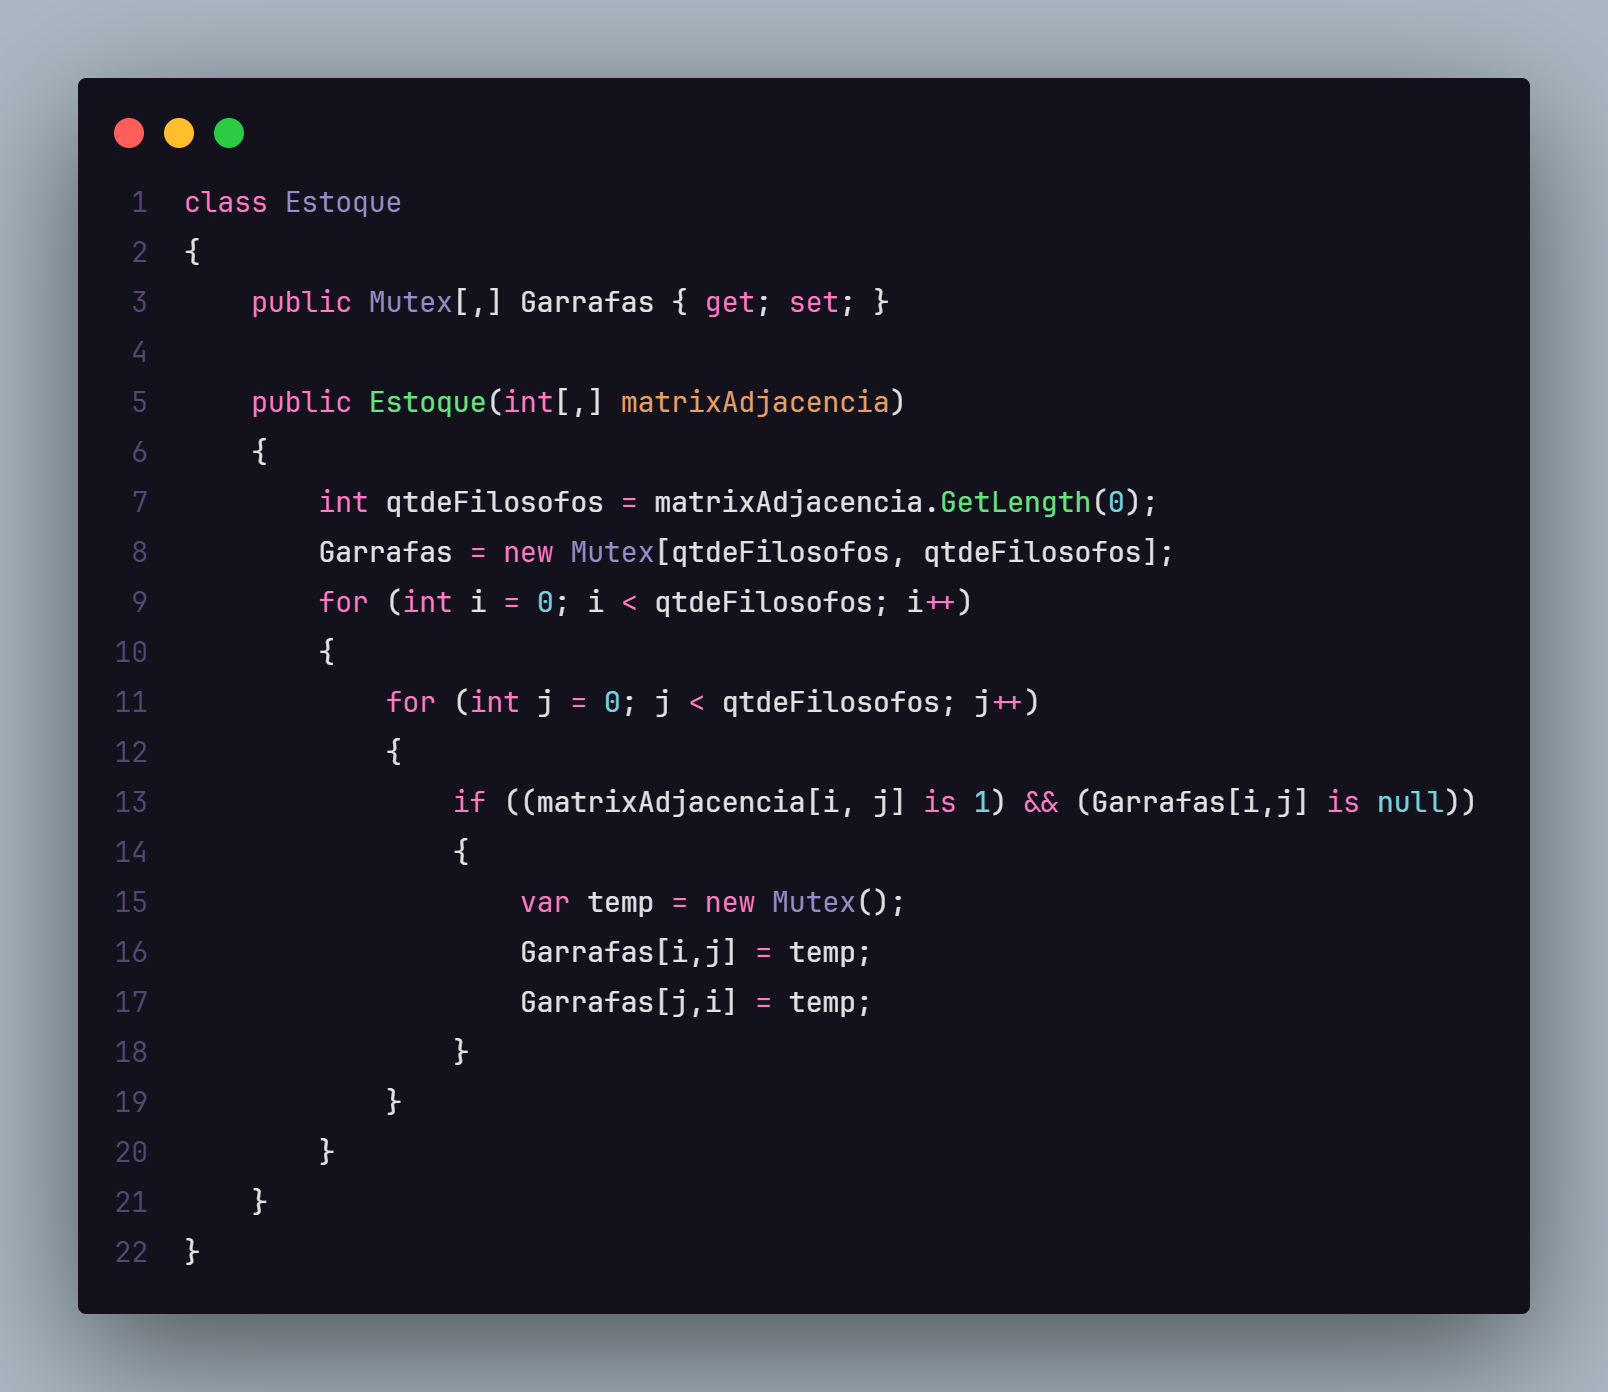 1 class Estoque
2 {
3     public Mutex[,] Garrafas { get; set; }
4
5     public Estoque(int[,] matrixAdjacencia)
6     {
7         int qtdeFilosofos = matrixAdjacencia.GetLength(0);
8         Garrafas = new Mutex[qtdeFilosofos, qtdeFilosofos];
9         for (int i = 0; i < qtdeFilosofos; i++)
10         {
11             for (int j = 0; j < qtdeFilosofos; j++)
12             {
13                 if ((matrixAdjacencia[i, j] is 1) && (Garrafas[i,j] is null))
14                 {
15                     var temp = new Mutex();
16                     Garrafas[i,j] = temp;
17                     Garrafas[j,i] = temp;
18                 }
19             }
20         }
21     }
22 }